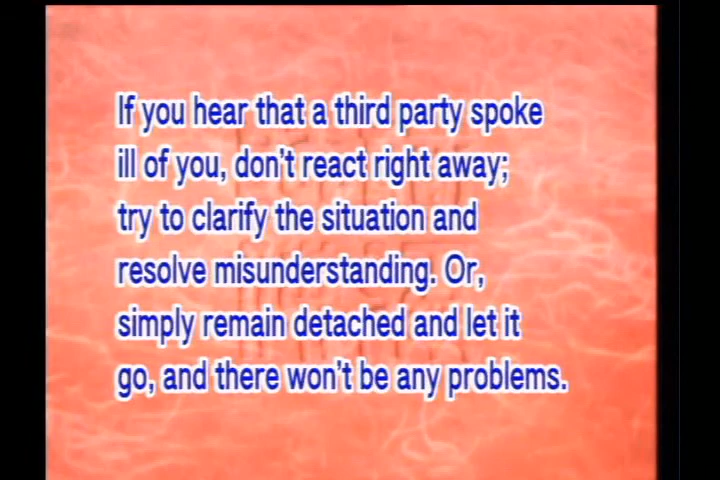 If you hear that a third party spoke
ill of you, don't react right away;
try to clarify the situation and
resolve misunderstanding. Or,
simply remain detached and let it
go, and there won't be any problems.